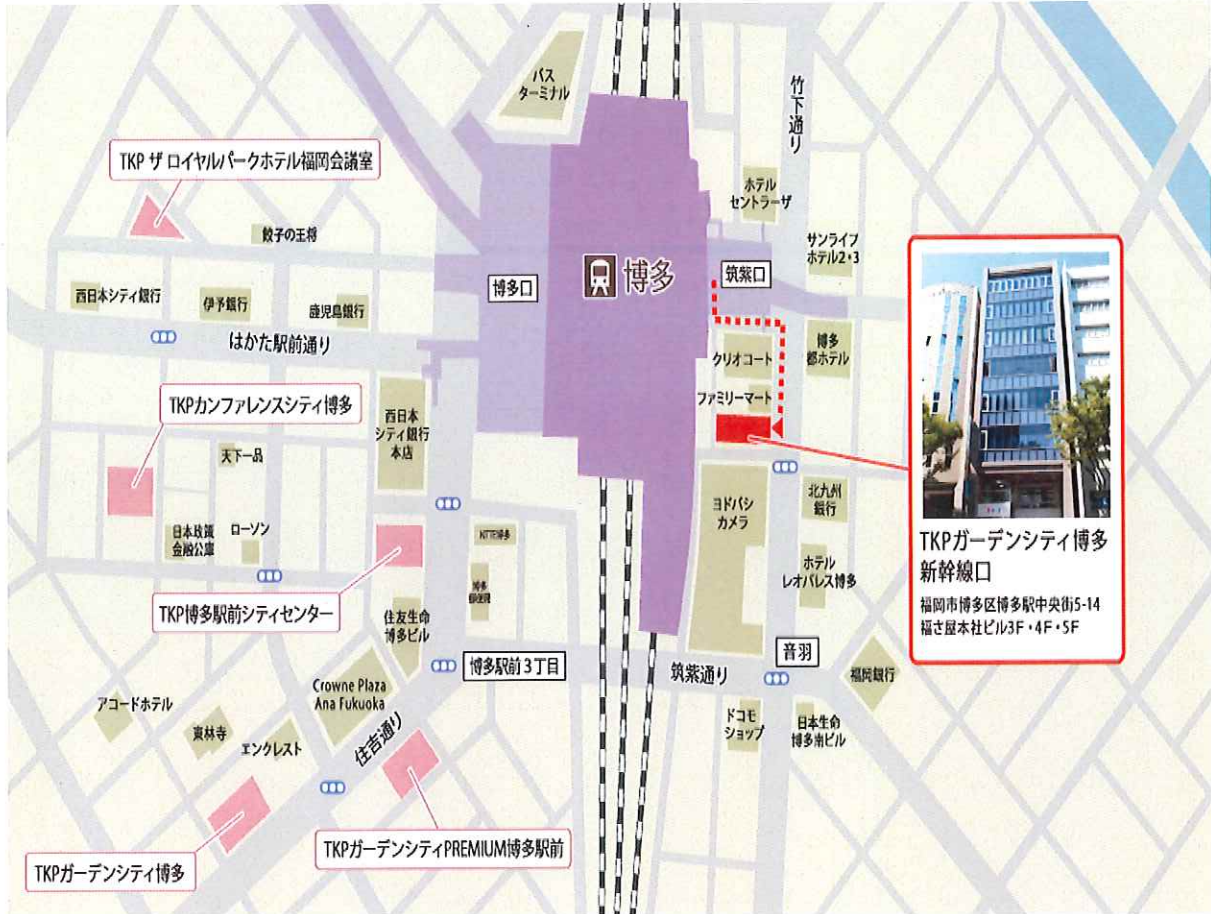 バス
ターミナル
竹下通り
TKP ザ ロイヤルパークホテル福岡会議室
ホテル
セントラーザ
餃子の王将
サンライフ
ホテル2・3
博多
筑紫口
博多口
西日本シティ銀行
伊予銀行
鹿児島銀行
はかた駅前通り
クリオコート
博多
都ホテル
ファミリーマート
TKPカンファレンスシティ博多
西日本
シティ銀行
本店
天下一品
ヨドバシ
カメラ
北九州
銀行
日本政策
金融公庫
ローソン
KITTE博多
ホテル
レオパレス博多
TKPガーデンシティ博多
新幹線口
福岡市博多区博多駅中央街5-14
福さ屋本社ビル3F・4F・5F
TKP博多駅前シティセンター
住友生命
博多ビル
博多駅前3丁目
筑紫通り
音羽
福岡銀行
Crowne Plaza
Ana Fukuoka
アコードホテル
東林寺
エンクレスト
住吉通り
ドコモ
ショップ
日本生命
博多南ビル
TKPガーデンシティPREMIUM博多駅前
TKPガーデンシティ博多